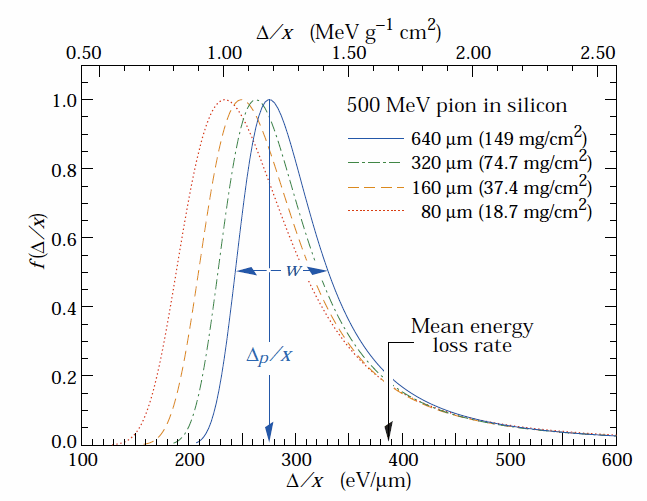 Δ/x (MeV g⁻¹ cm²)
0.50 1.00 1.50 2.00 2.50
1.0
0.8
0.6
0.4
0.2
0.0
f(Δ/x)
500 MeV pion in silicon
640 μm (149 mg/cm²)
320 μm (74.7 mg/cm²)
160 μm (37.4 mg/cm²)
80 μm (18.7 mg/cm²)
w
Mean energy
loss rate
Δp/x
100 200 300 400 500 600
Δ/x (eV/μm)